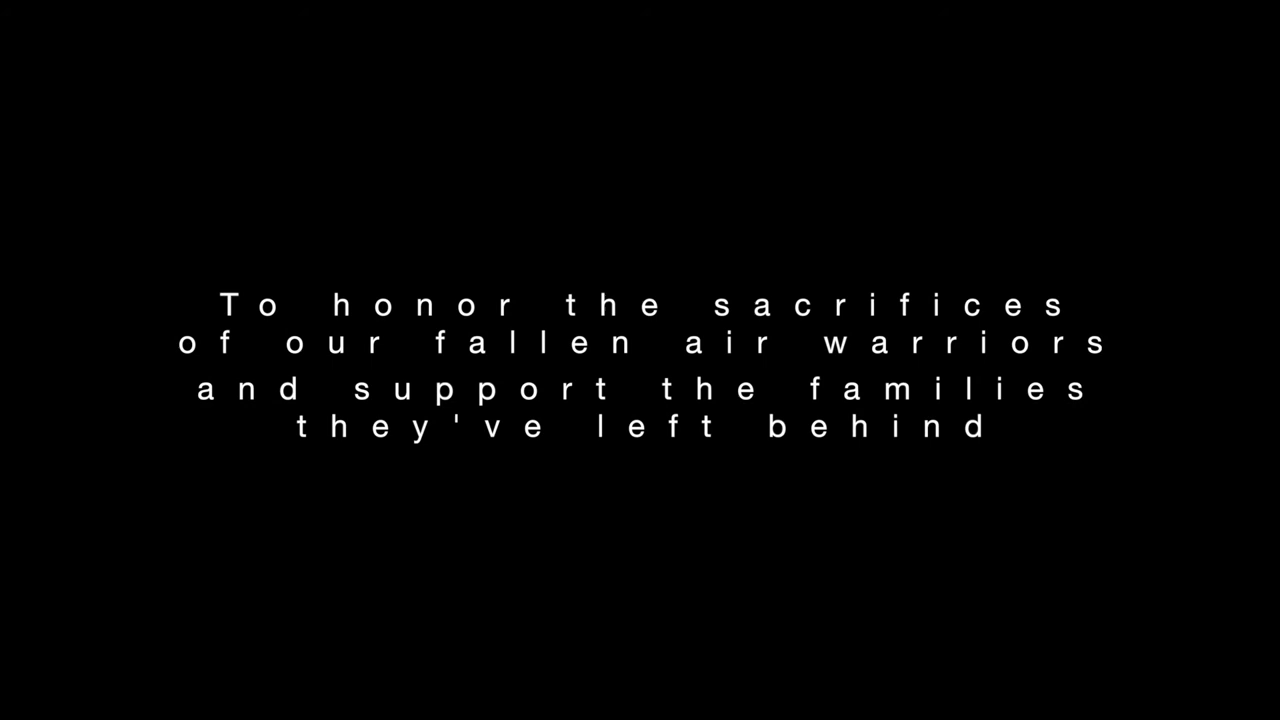 To honor the sacrifices
of our fallen air warriors
and support the families
they've left behind